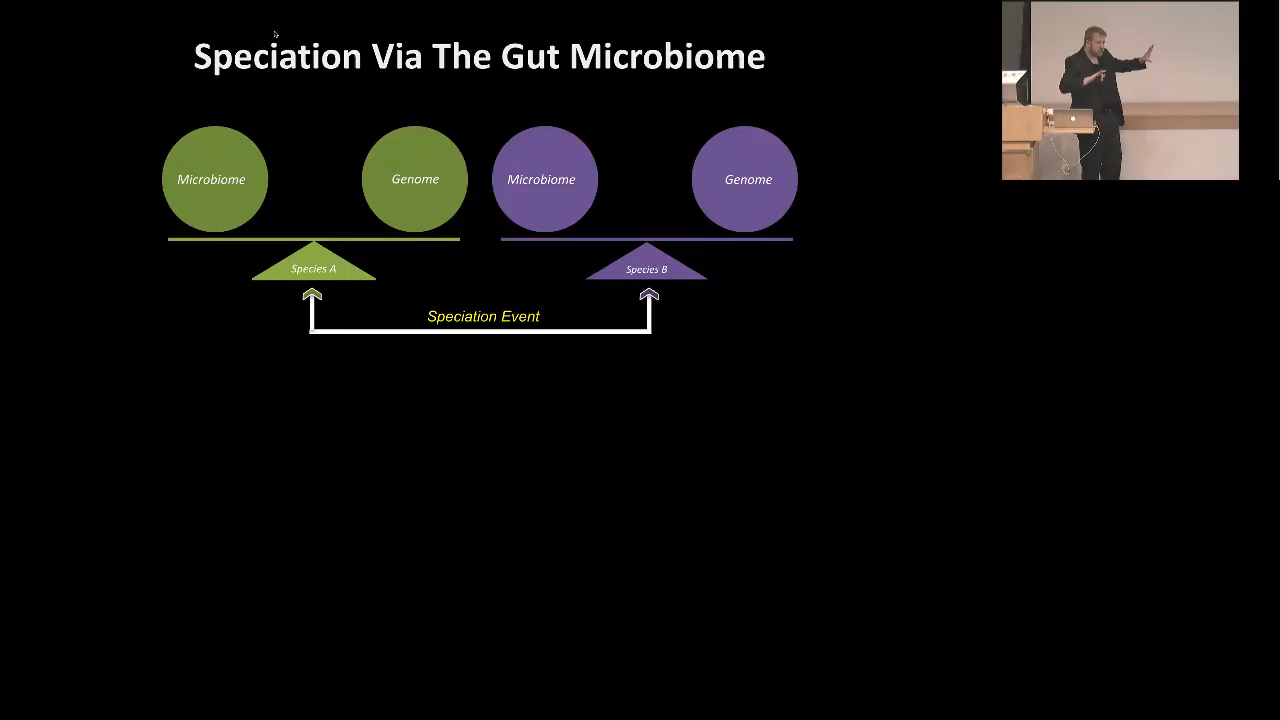 Speciation Via The Gut Microbiome
Microbiome
Genome
Microbiome
Genome
Species A
Species B
Speciation Event